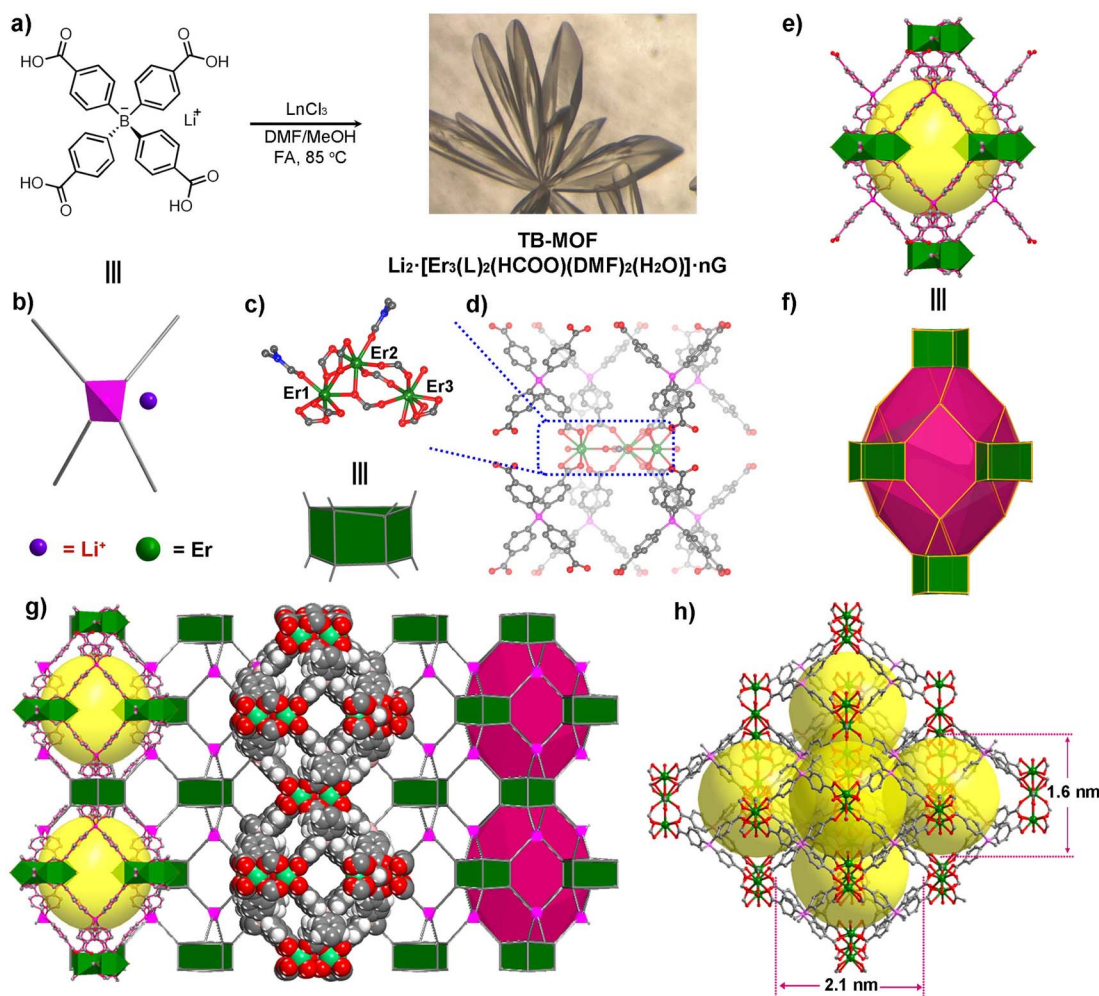 a)
O
HO
O
OH
B
−
Li⁺
HO
O
O
OH
LnCl₃
DMF/MeOH
FA, 85 °C
TB-MOF
Li₂·[Er₃(L)₂(HCOO)(DMF)₂(H₂O)]·nG
b)
= Li⁺
= Er
c)
Er1
Er2
Er3
d)
e)
f)
g)
h)
1.6 nm
2.1 nm